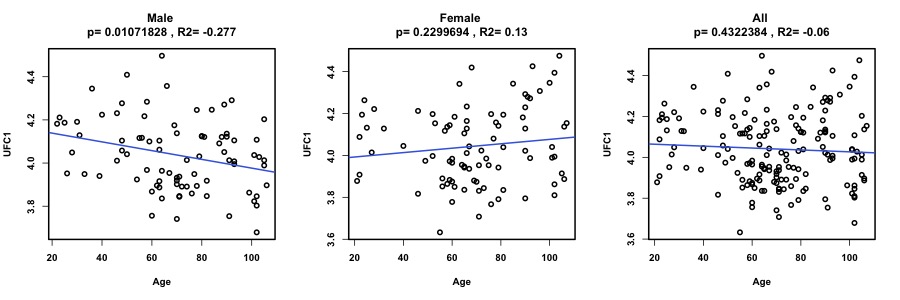 Male
p= 0.01071828 , R2= -0.277
UFC1
4.4
4.2
4.0
3.8
20 40 60 80 100
Age
Female
p= 0.2299694 , R2= 0.13
UFC1
4.4
4.2
4.0
3.8
3.6
20 40 60 80 100
Age
All
p= 0.4322384 , R2= -0.06
UFC1
4.4
4.2
4.0
3.8
3.6
20 40 60 80 100
Age